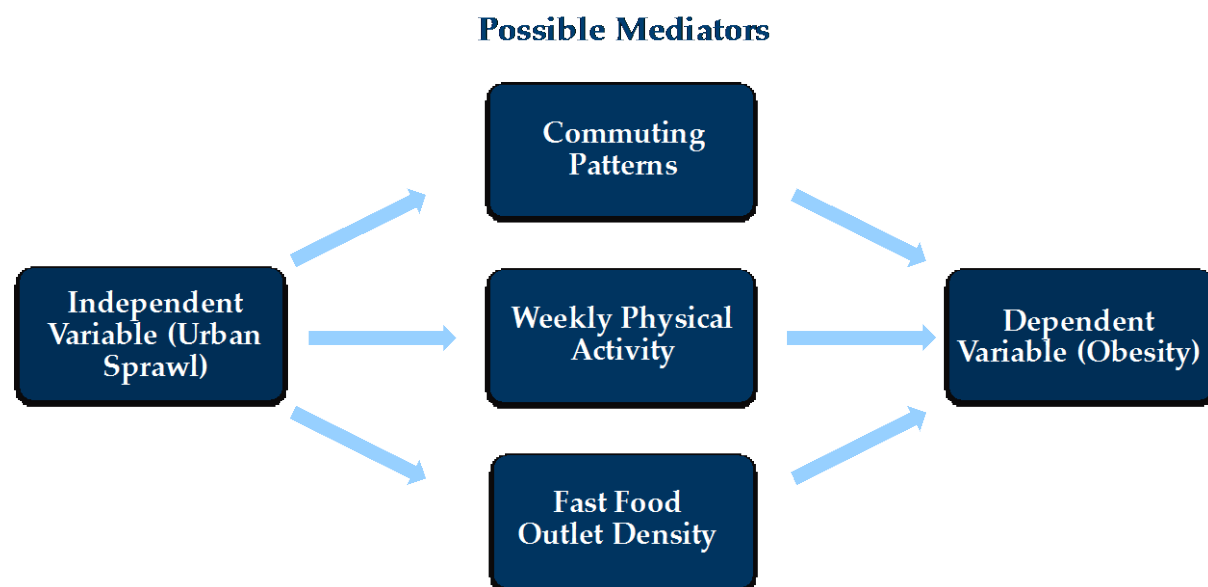 Possible Mediators
Commuting
Patterns
Independent
Variable (Urban
Sprawl)
Weekly Physical
Activity
Dependent
Variable (Obesity)
Fast Food
Outlet Density